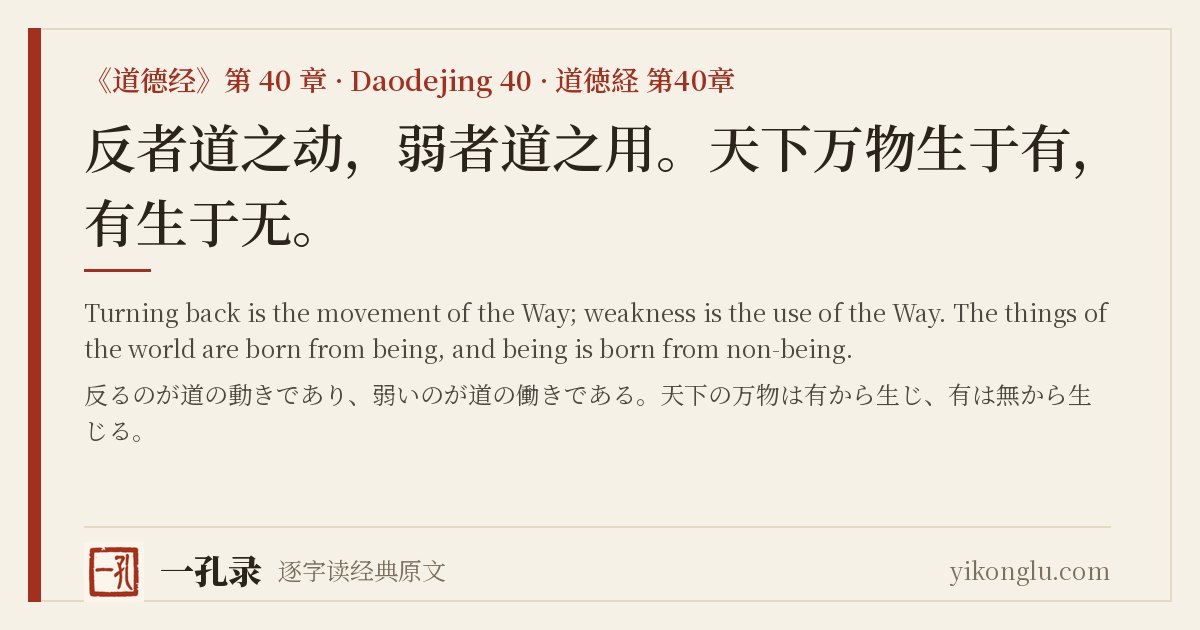 《道德经》第 40 章 · Daodejing 40 · 道徳経 第40章
反者道之动，弱者道之用。天下万物生于有，
有生于无。
Turning back is the movement of the Way; weakness is the use of the Way. The things of
the world are born from being, and being is born from non-being.
反るのが道の動きであり、弱いのが道の働きである。天下の万物は有から生じ、有は無から生
じる。
一孔
一孔录 逐字读经典原文
yikonglu.com